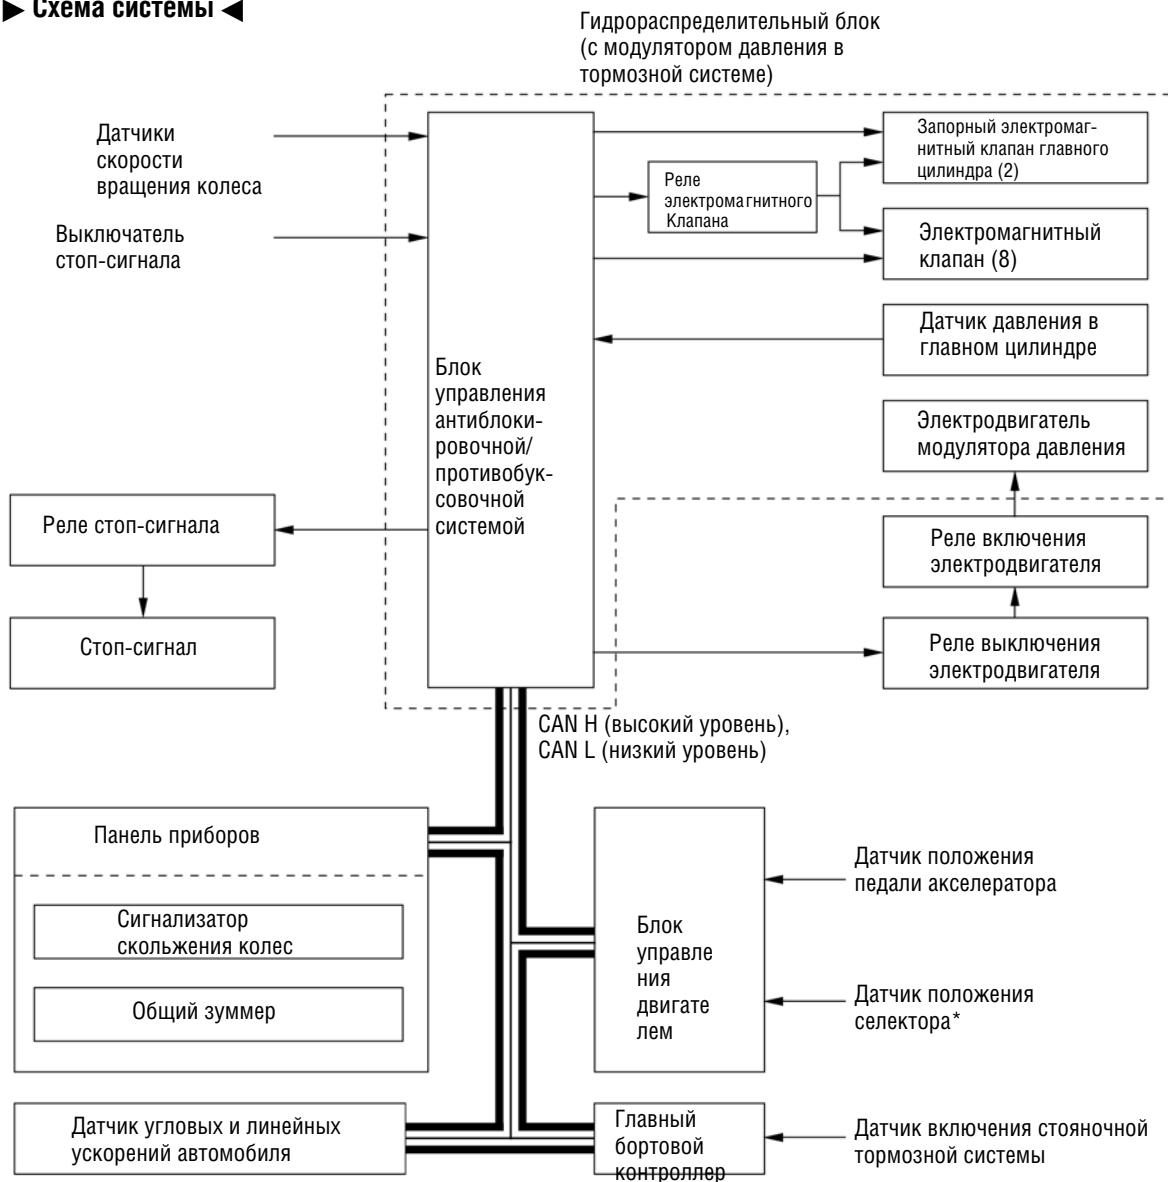 ▶ Схема системы ◀
Гидрораспределительный блок
(с модулятором давления в
тормозной системе)
Датчики
скорости
вращения колеса
Выключатель
стоп-сигнала
Блок
управления
антиблоки-
ровочной/
противобук-
совочной
системой
Реле
электромагнитного
Клапана
Запорный электромаг-
нитный клапан главного
цилиндра (2)
Электромагнитный
клапан (8)
Датчик давления в
главном цилиндре
Электродвигатель
модулятора давления
Реле включения
электродвигателя
Реле выключения
электродвигателя
Реле стоп-сигнала
Стоп-сигнал
CAN H (высокий уровень),
CAN L (низкий уровень)
Панель приборов
Сигнализатор
скольжения колес
Общий зуммер
Блок
управле
ния
двигате
лем
Датчик положения
педали акселератора
Датчик положения
селектора*
Датчик угловых и линейных
ускорений автомобиля
Главный
бортовой
контроллер
Датчик включения стояночной
тормозной системы